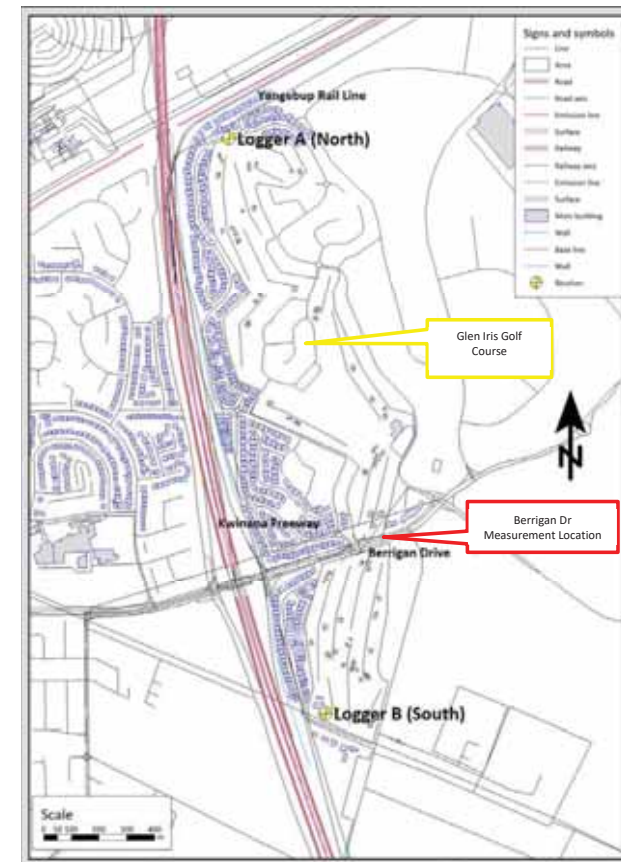 Signs and symbols
Line
Area
Road
Road axis
Emission line
Surface
Railway
Railway axis
Emission line
Surface
Main building
Wall
Base line
Wall
Receiver
Yangebup Rail Line
Logger A (North)
Glen Iris Golf
Course
N
Kwinana Freeway
Berrigan Dr
Measurement Location
Berrigan Drive
Logger B (South)
Scale
m